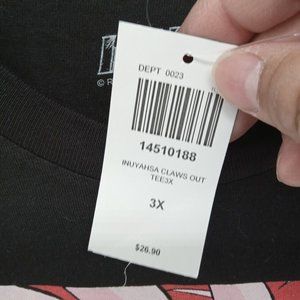 DEPT 0023
14510188
INUYAHSA CLAWS OUT
TEE3X
3X
$26.90